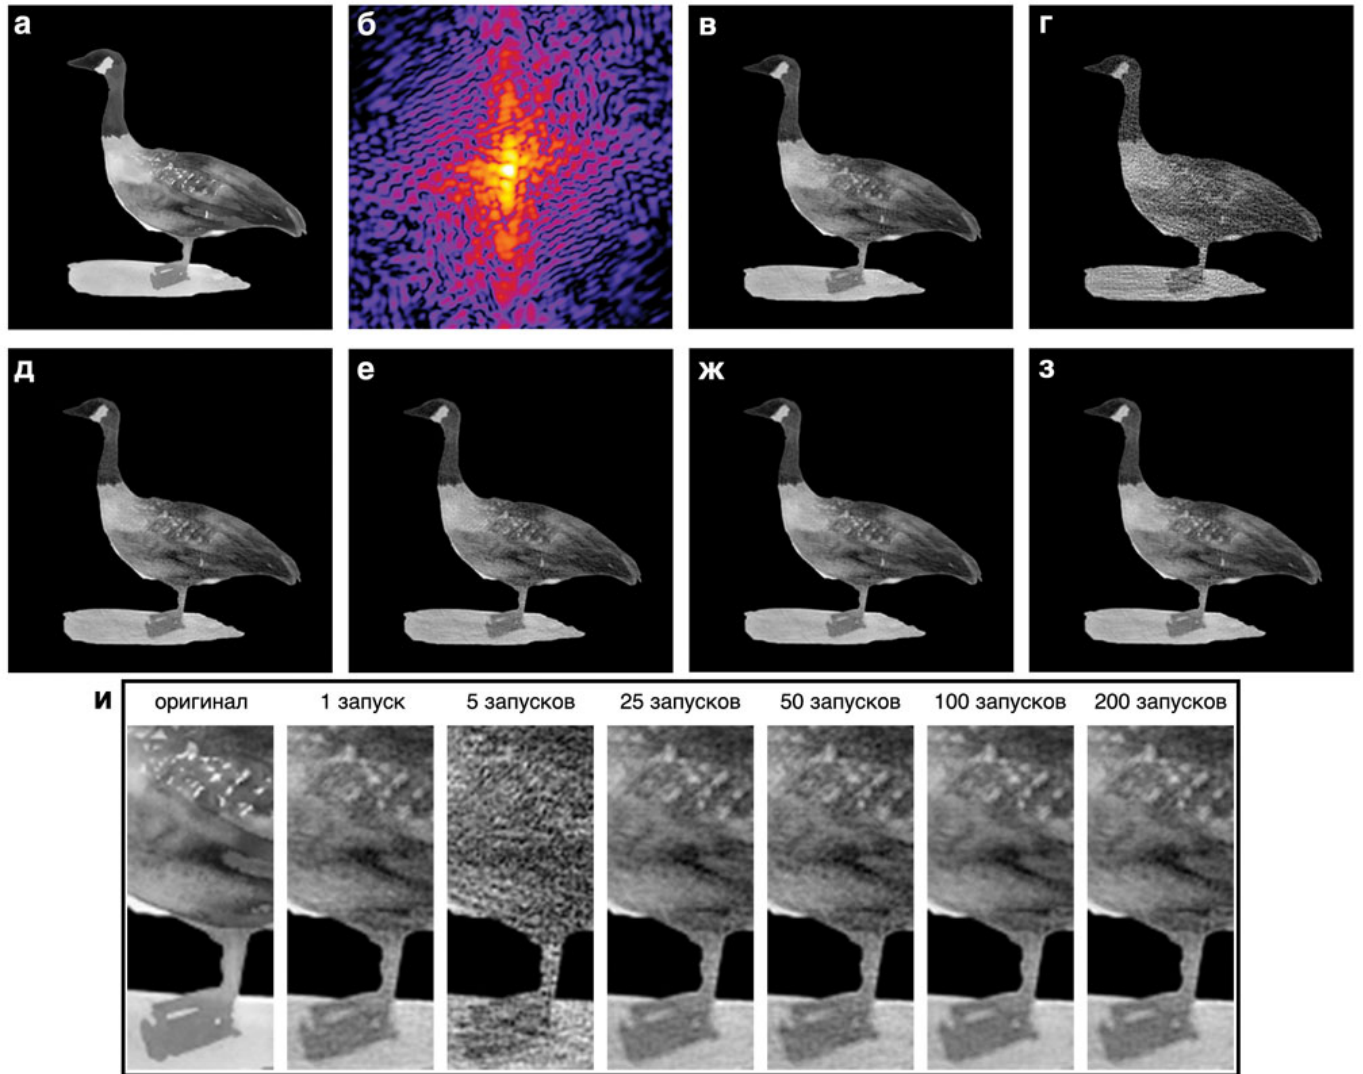 а б в г
д е ж з
и оригинал 1 запуск 5 запусков 25 запусков 50 запусков 100 запусков 200 запусков